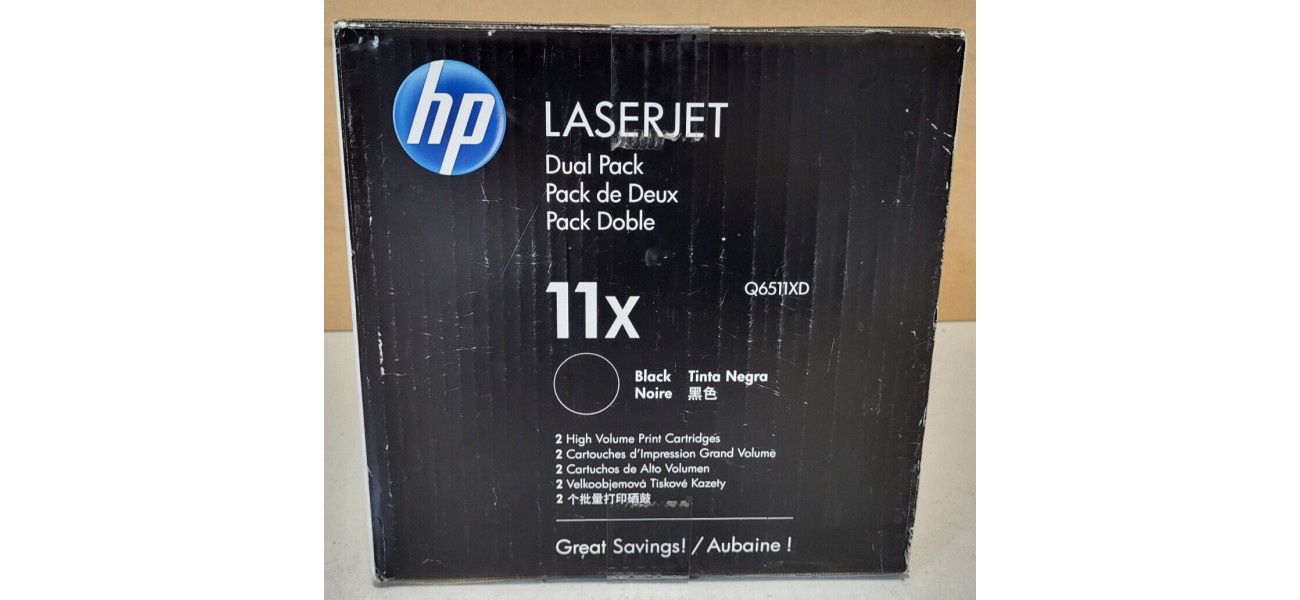 hp
LASERJET
Dual Pack
Pack de Deux
Pack Doble
11x
Q6511XD
Black Tinta Negra
Noire 黑色
2 High Volume Print Cartridges
2 Cartouches d'Impression Grand Volume
2 Cartuchos de Alto Volumen
2 Velkoobjemová Tiskové Kazety
2 个批量打印硒鼓
Great Savings! / Aubaine !